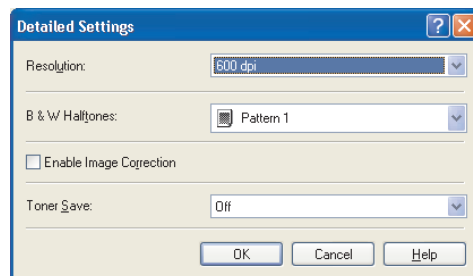 Detailed Settings
Resolution: 600 dpi
B & W Halftones: Pattern 1
Enable Image Correction
Toner Save: Off
OK Cancel Help